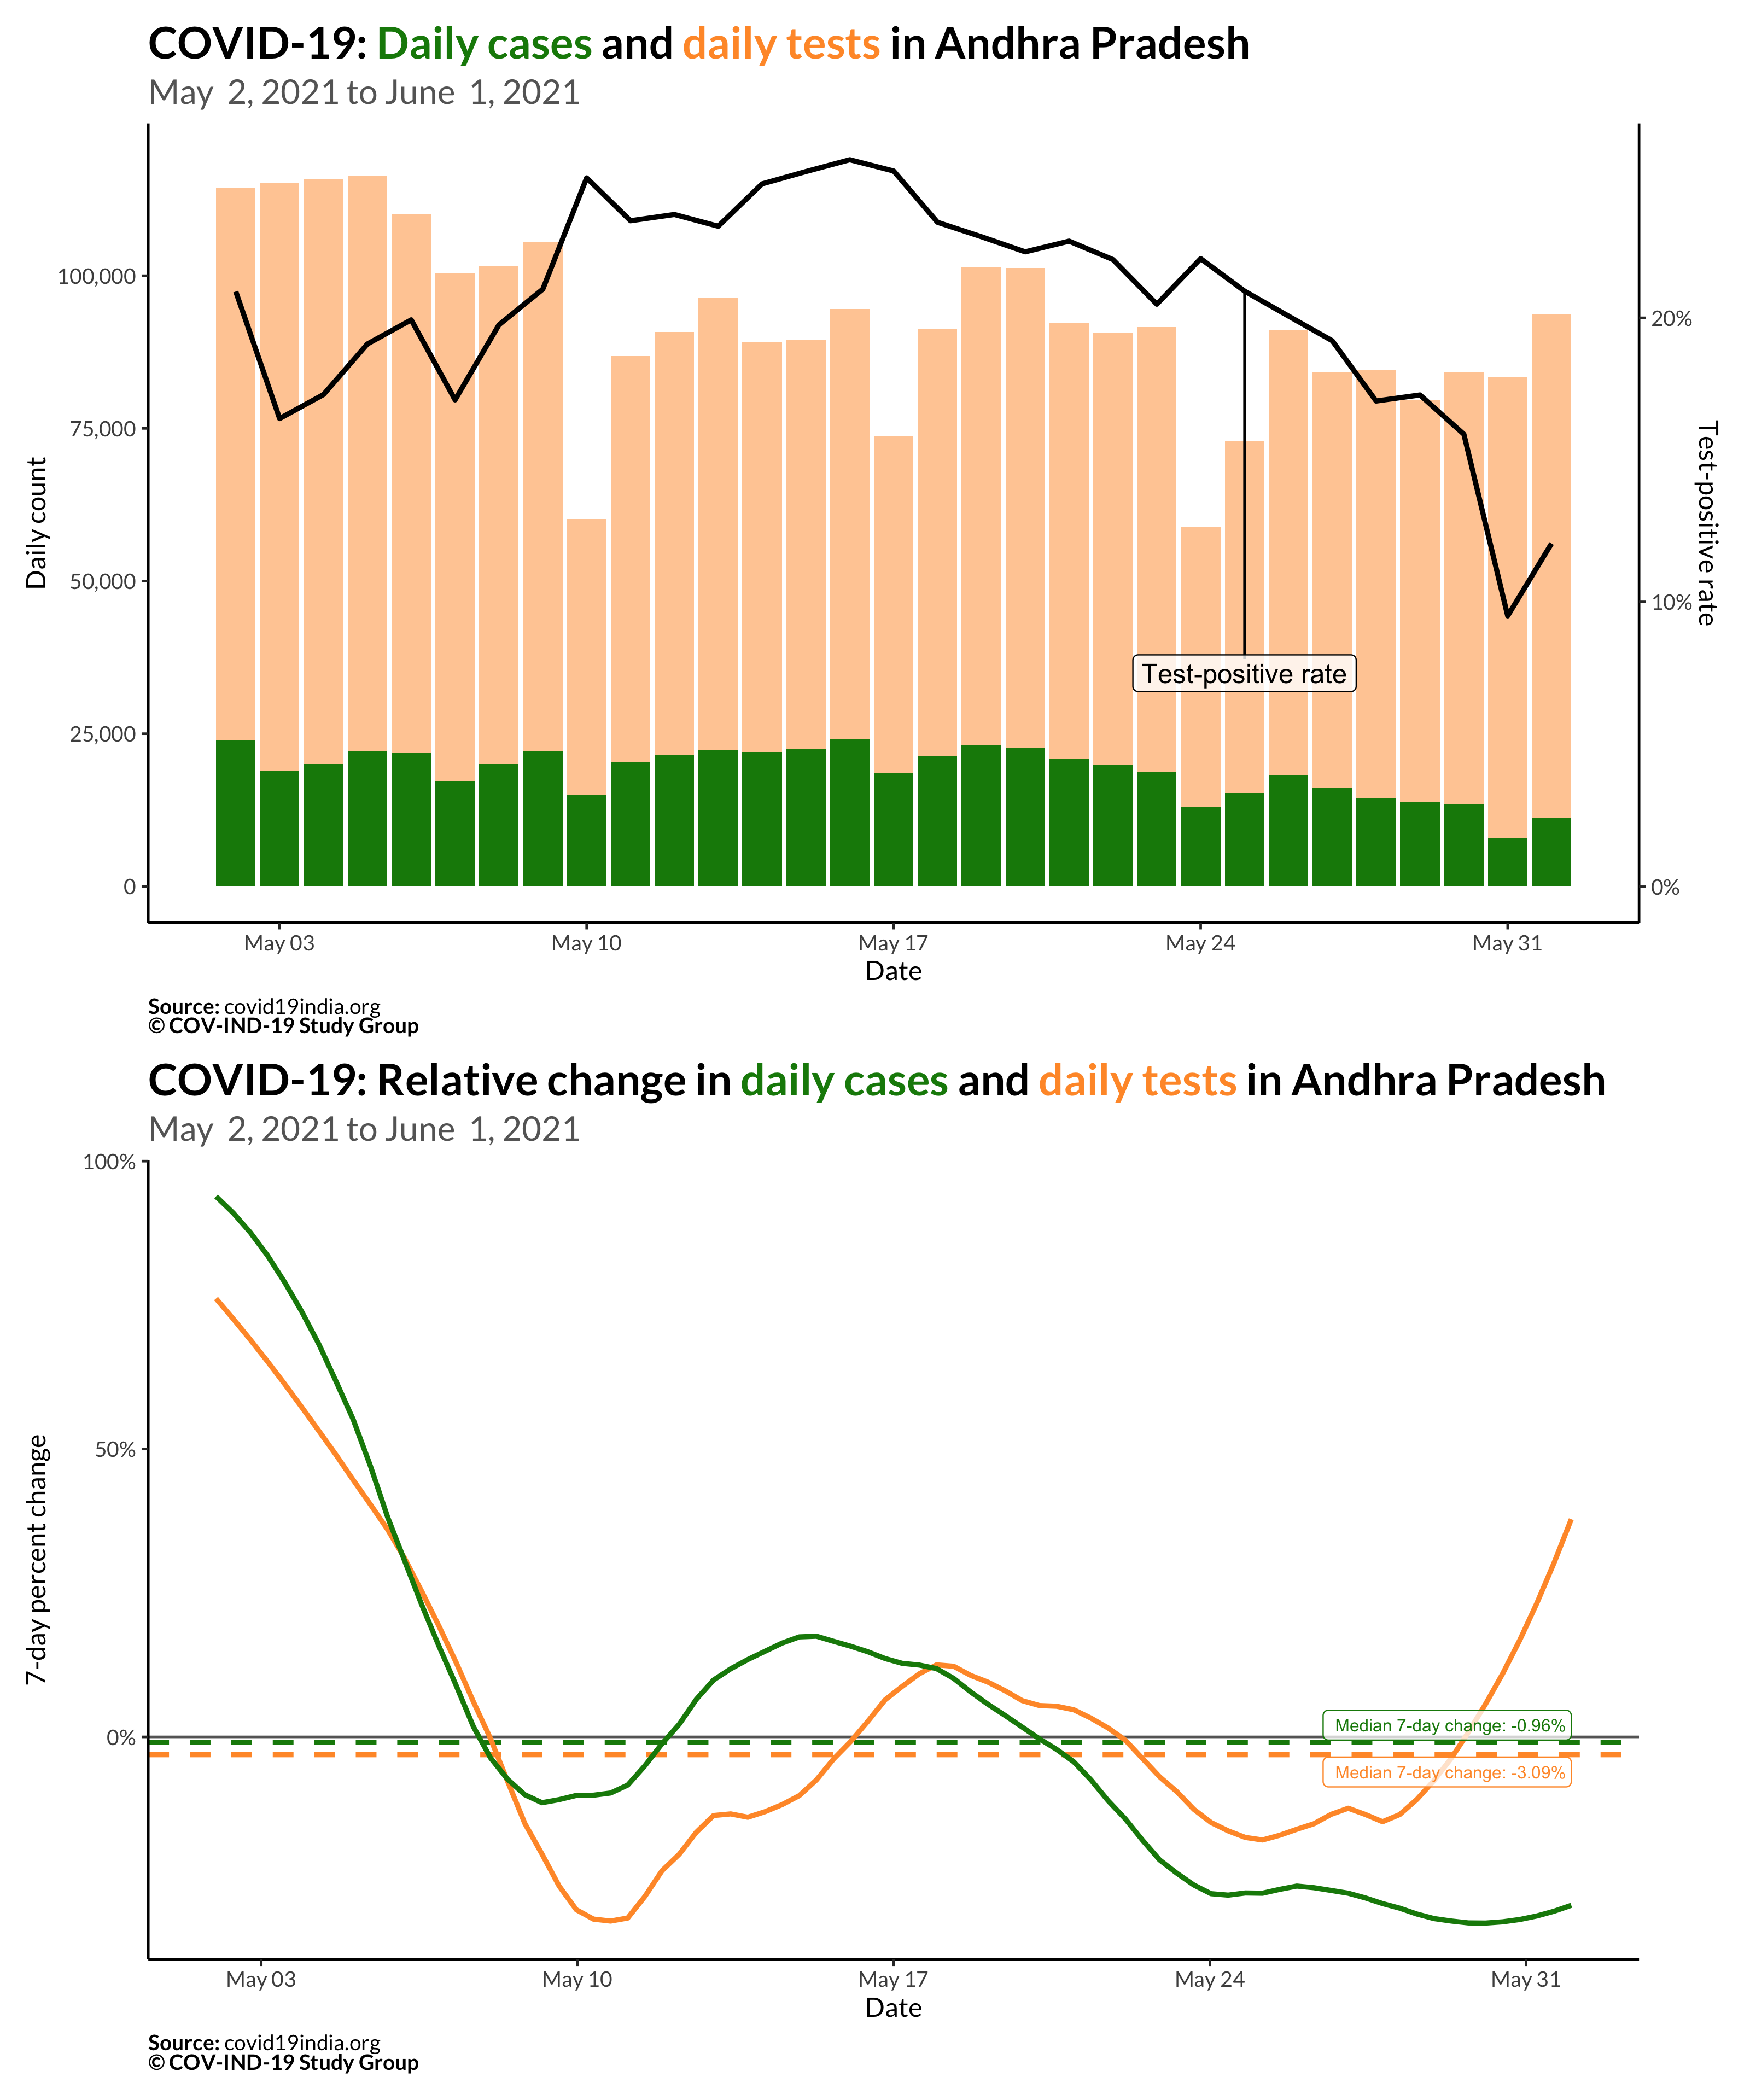 COVID-19: Daily cases and daily tests in Andhra Pradesh
May 2, 2021 to June 1, 2021
100,000
75,000
50,000
25,000
0
Daily count
20%
10%
0%
Test-positive rate
Test-positive rate
May 03 May 10 May 17 May 24 May 31
Date
Source: covid19india.org
© COV-IND-19 Study Group
COVID-19: Relative change in daily cases and daily tests in Andhra Pradesh
May 2, 2021 to June 1, 2021
100%
50%
0%
7-day percent change
Median 7-day change: -0.96%
Median 7-day change: -3.09%
May 03 May 10 May 17 May 24 May 31
Date
Source: covid19india.org
© COV-IND-19 Study Group